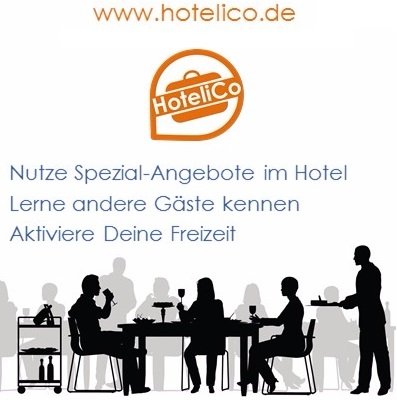 www.hotelico.de
HoteliCo
Nutze Spezial-Angebote im Hotel
Lerne andere Gäste kennen
Aktiviere Deine Freizeit